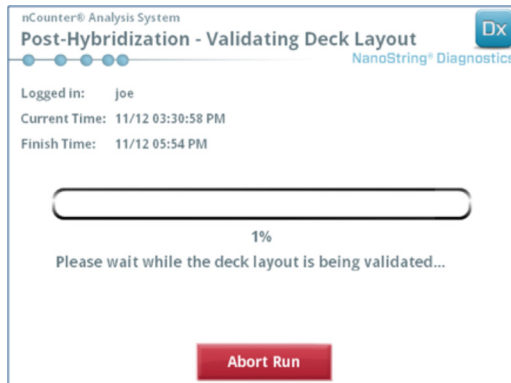 nCounter® Analysis System
Post-Hybridization - Validating Deck Layout
Dx
NanoString® Diagnostics
Logged in: joe
Current Time: 11/12 03:30:58 PM
Finish Time: 11/12 05:54 PM
1%
Please wait while the deck layout is being validated...
Abort Run